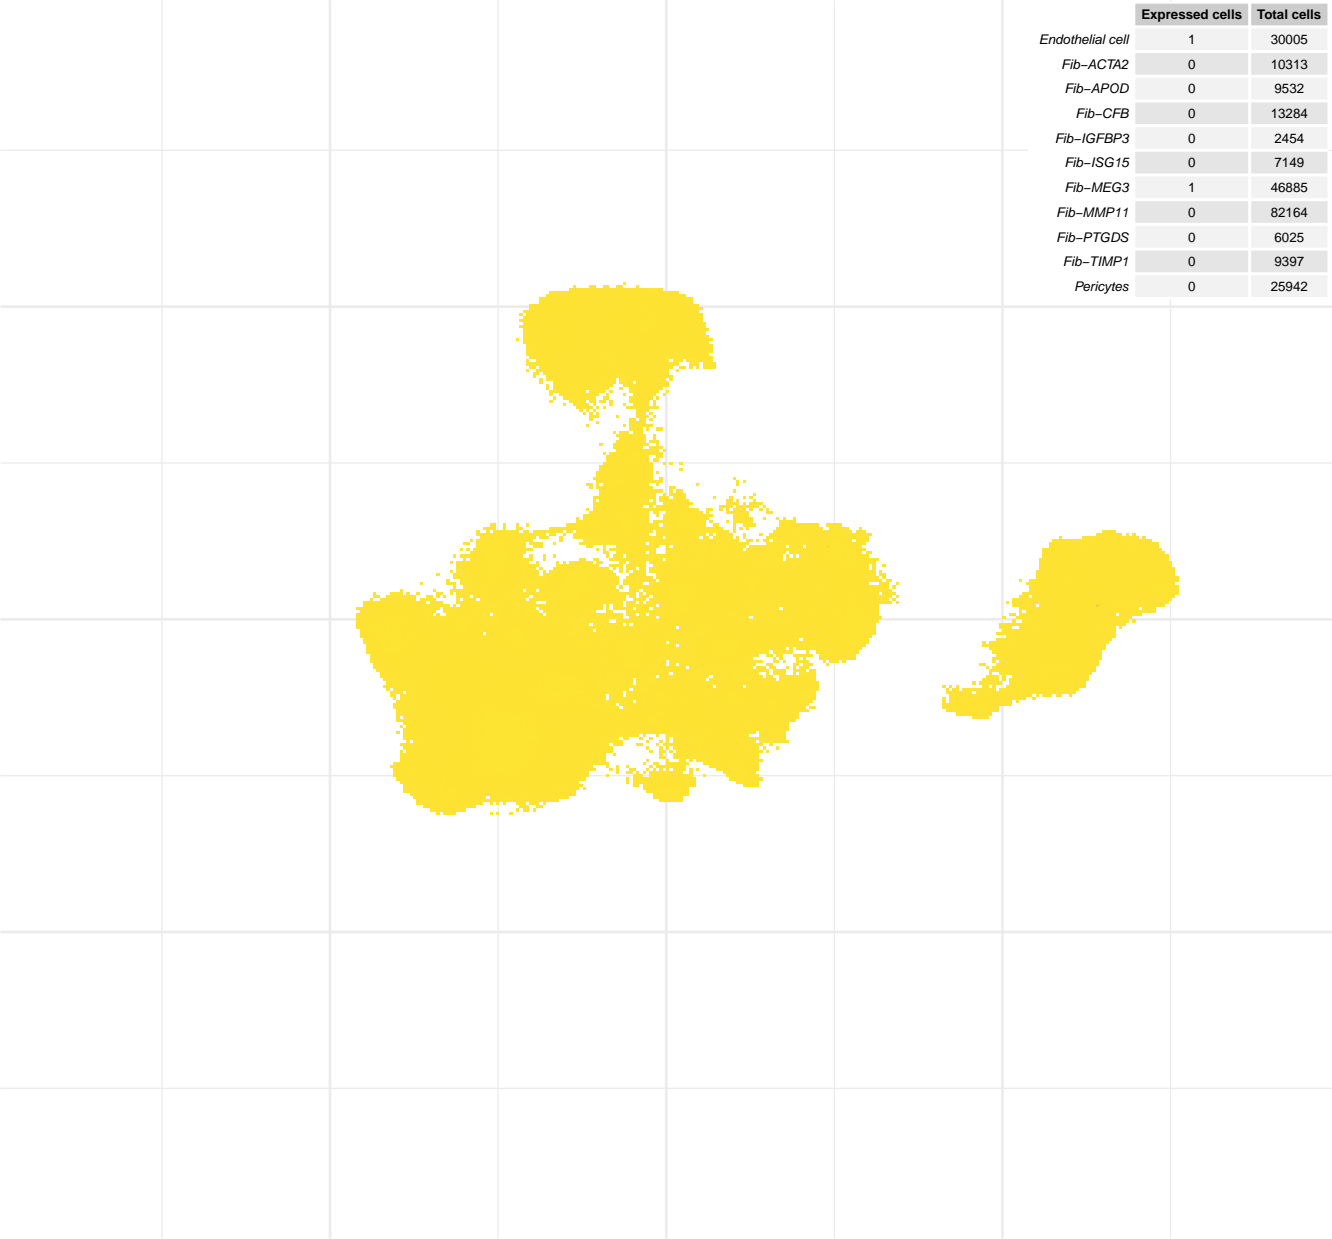 Expressed cells Total cells
Endothelial cell 1 30005
Fib−ACTA2 0 10313
Fib−APOD 0 9532
Fib−CFB 0 13284
Fib−IGFBP3 0 2454
Fib−ISG15 0 7149
Fib−MEG3 1 46885
Fib−MMP11 0 82164
Fib−PTGDS 0 6025
Fib−TIMP1 0 9397
Pericytes 0 25942